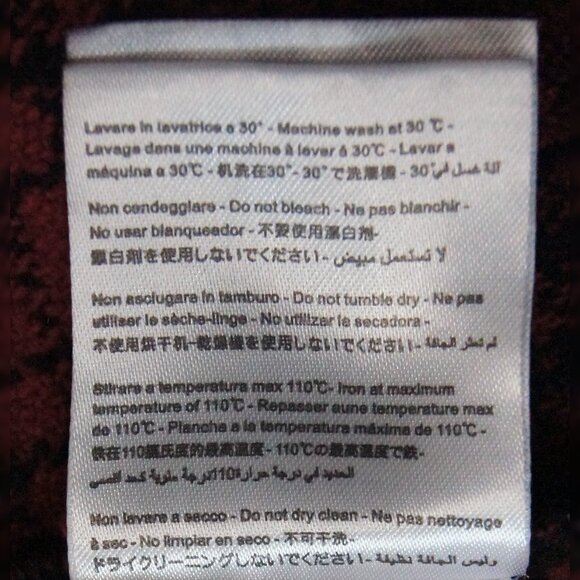 Lavare in lavatrice a 30° - Machine wash at 30 ℃ -
Lavage dans une machine à laver à 30℃ - Lavar a
máquina a 30℃ - 机洗在30°- 30°で洗濯機 - 30°آلة غسل في
Non candeggiare - Do not bleach - Ne pas blanchir -
No usar blanqueador - 不要使用漂白剂-
漂白剤を使用しないでください- لا تستعمل مبيض
Non asciugare in tamburo - Do not tumble dry - Ne pas
utiliser le sèche-linge - No utilizar la secadora -
不使用烘干机-乾燥機を使用しないでください-
Stirare a temperatura max 110℃- Iron at maximum
temperature of 110℃ - Repasser aune temperature max
de 110℃ - Plancha a la temperatura máxima de 110℃ -
铁在110摄氏度的最高温度 - 110℃の最高温度で鉄-
الحديد في درجة حرارة110درجة مئوية كحد أقصى
Non lavare a secco - Do not dry clean - Ne pas nettoyage
à sec - No limpiar en seco - 不可干洗-
ドライクリーニングしないでください-